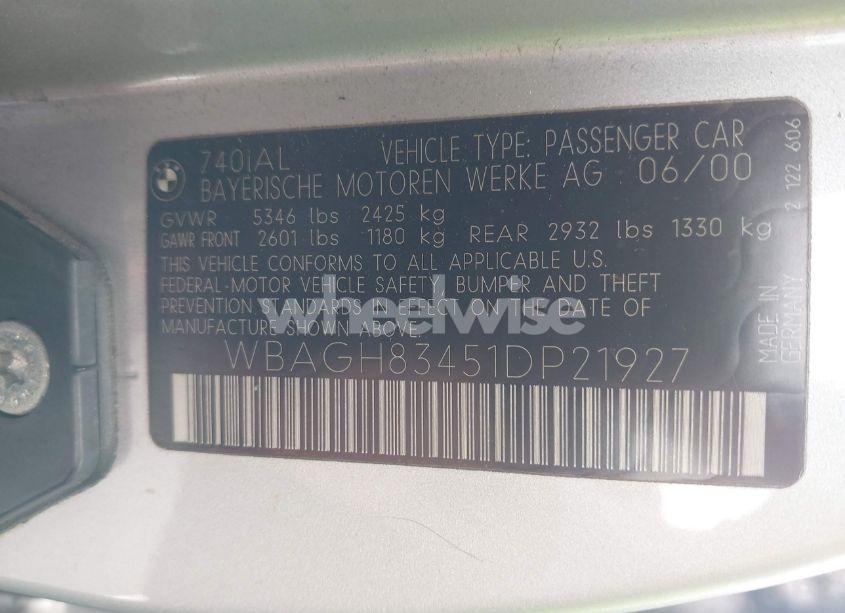 740iAL VEHICLE TYPE: PASSENGER CAR
BAYERISCHE MOTOREN WERKE AG 06/00
GVWR 5346 lbs 2425 kg
GAWR FRONT 2601 lbs 1180 kg REAR 2932 lbs 1330 kg
THIS VEHICLE CONFORMS TO ALL APPLICABLE U.S.
FEDERAL-MOTOR VEHICLE SAFETY, BUMPER AND THEFT
PREVENTION STANDARDS IN EFFECT ON THE DATE OF
MANUFACTURE SHOWN ABOVE.
WBAGH83451DP21927
MADE IN
GERMANY
2 122 606
wheelwise